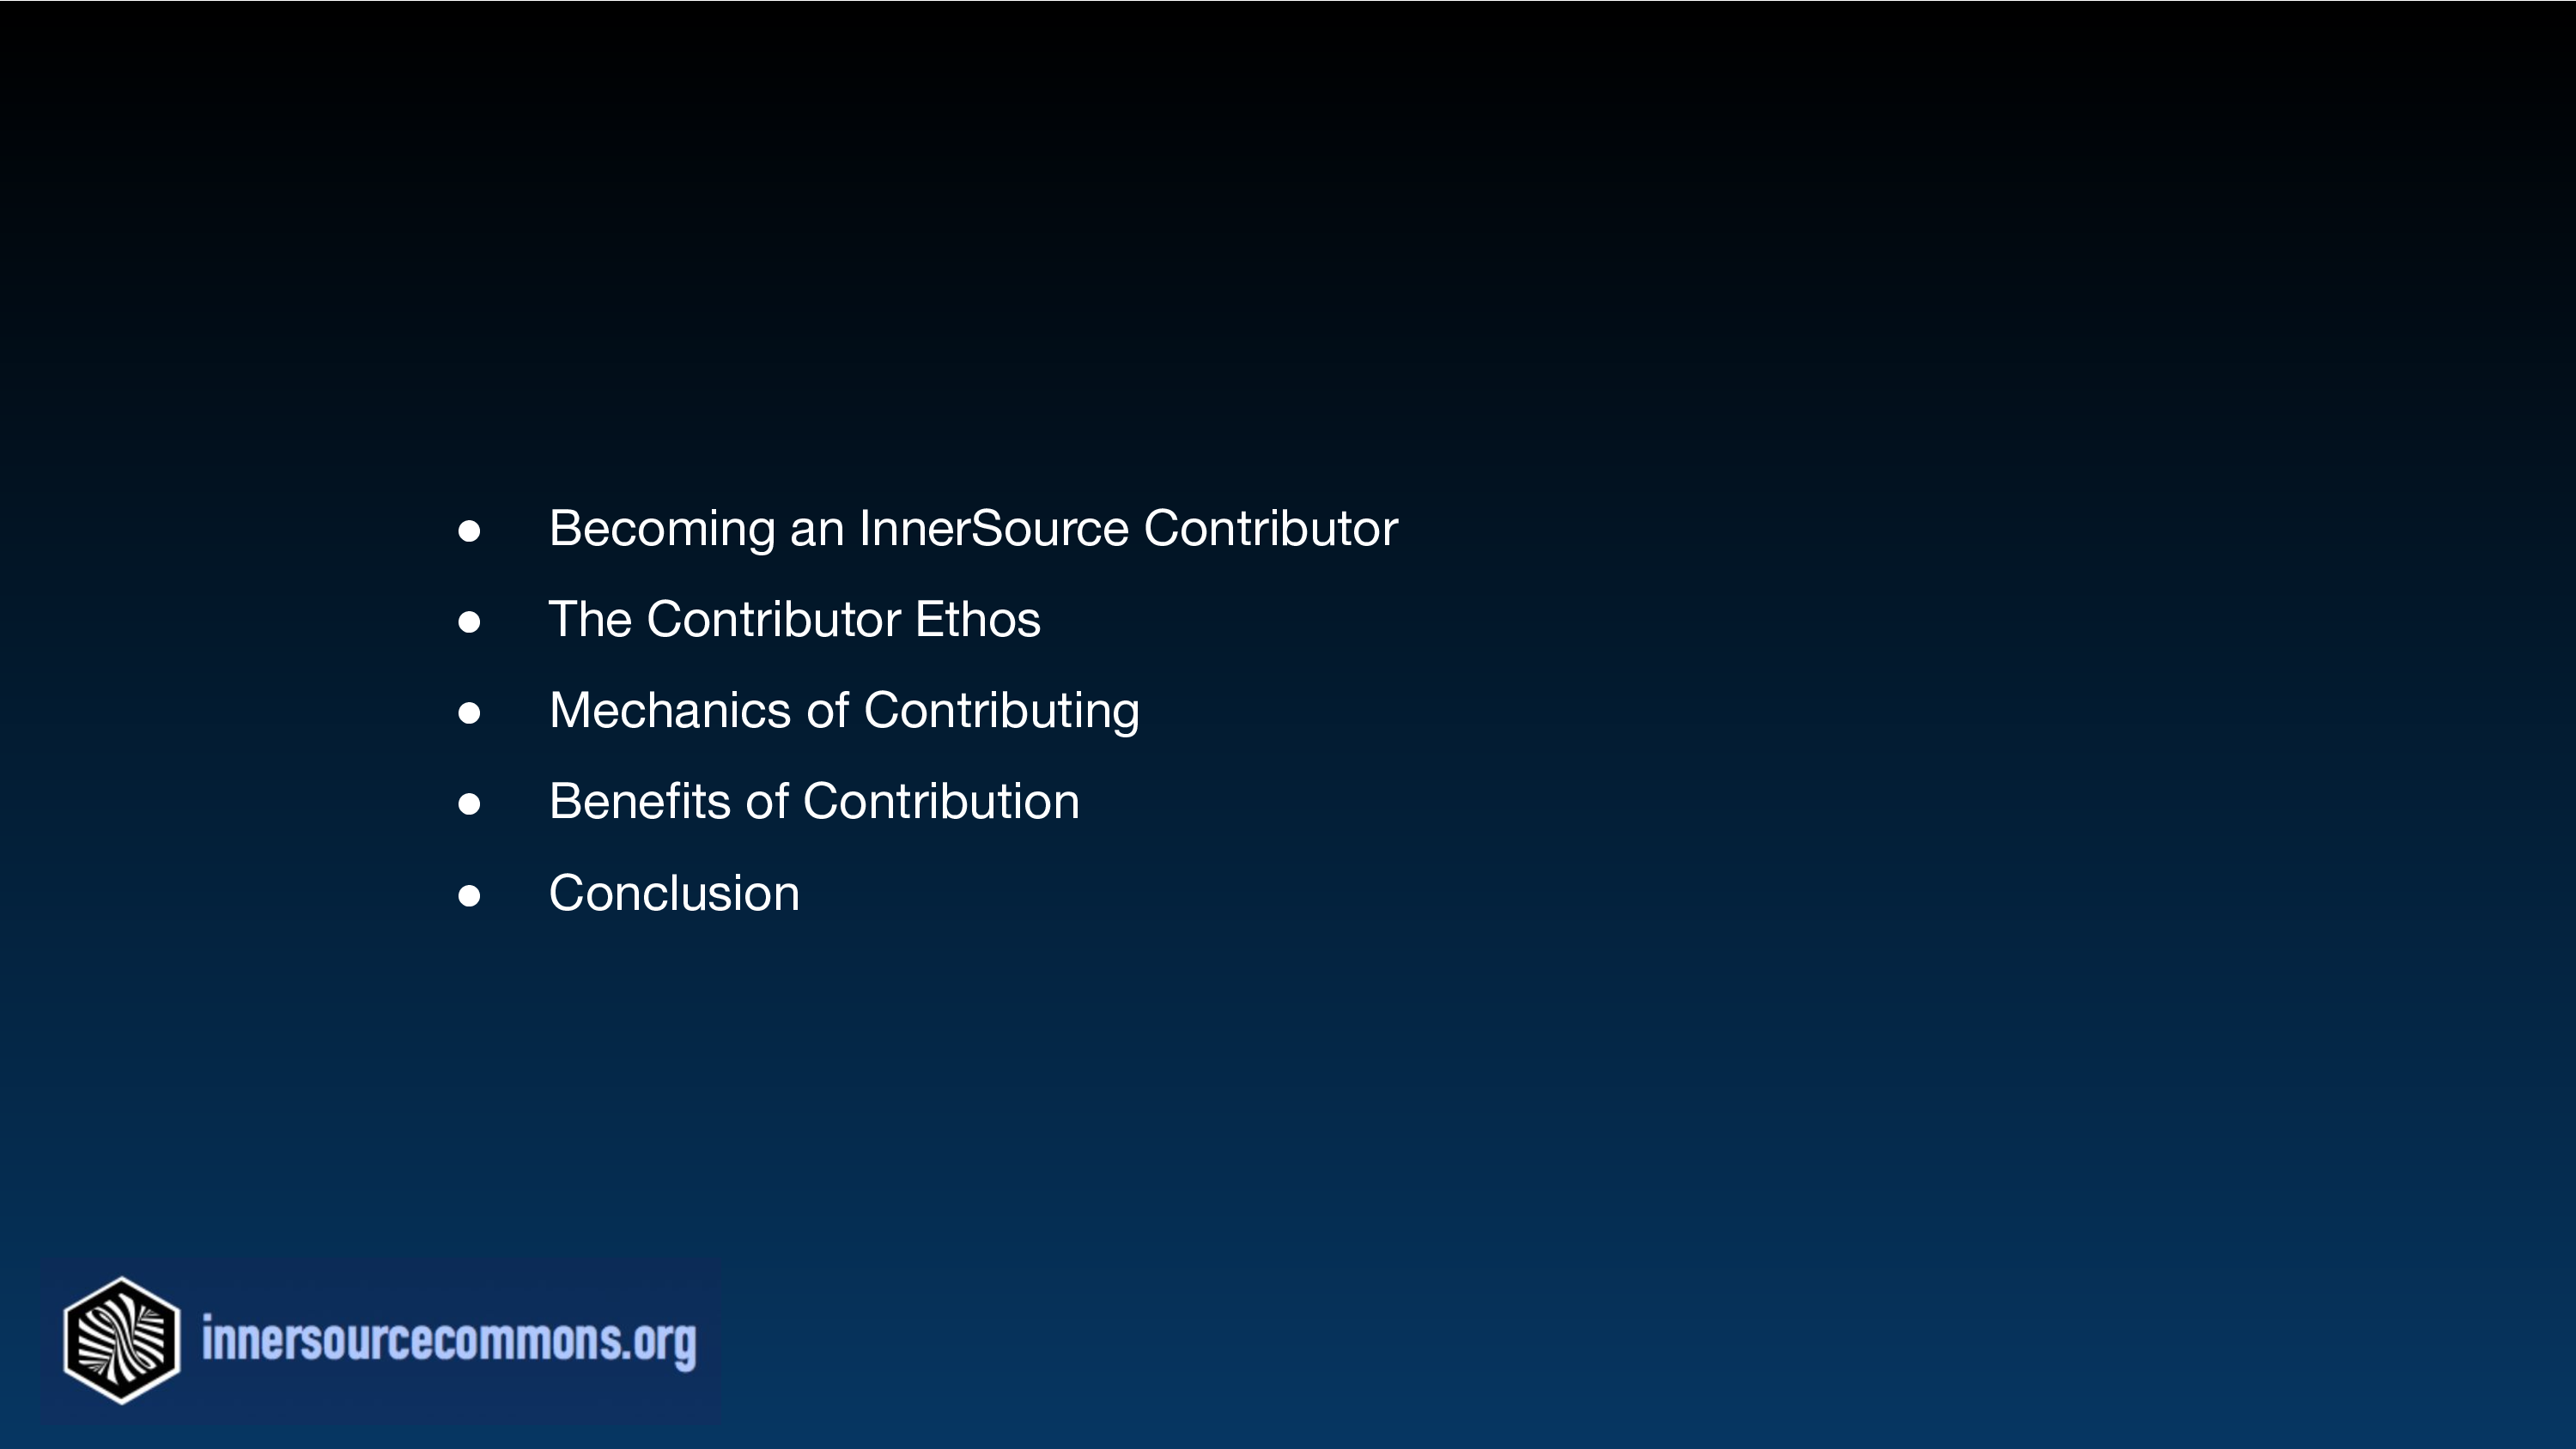 ● Becoming an InnerSource Contributor
● The Contributor Ethos
● Mechanics of Contributing
● Benefits of Contribution
● Conclusion
innersourcecommons.org